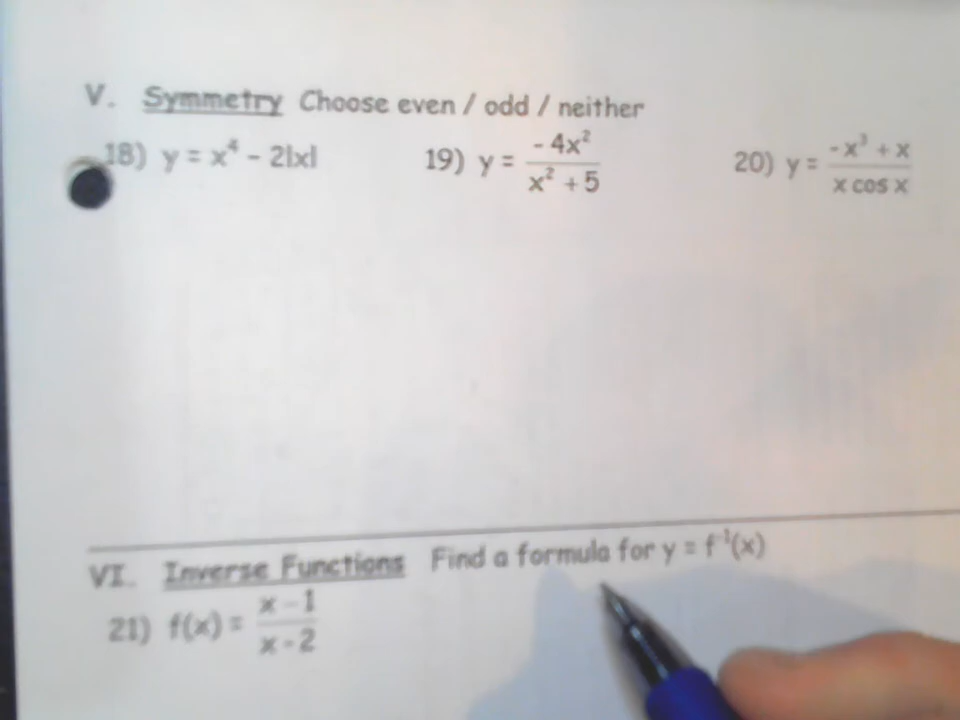 V. Symmetry Choose even / odd / neither
18) y = x⁴ - 2|x| 19) y = (-4x²)/(x² + 5) 20) y = (-x³ + x)/(x cos x)
VI. Inverse Functions Find a formula for y = f⁻¹(x)
21) f(x) = (x - 1)/(x - 2)